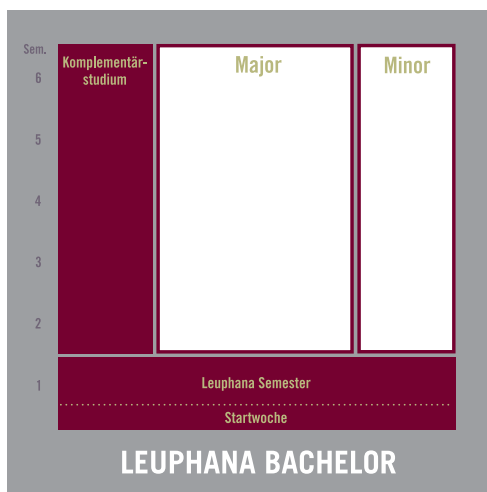 Sem.
Komplementär-
studium
Major
Minor
6
5
4
3
2
1
Leuphana Semester
Startwoche
LEUPHANA BACHELOR